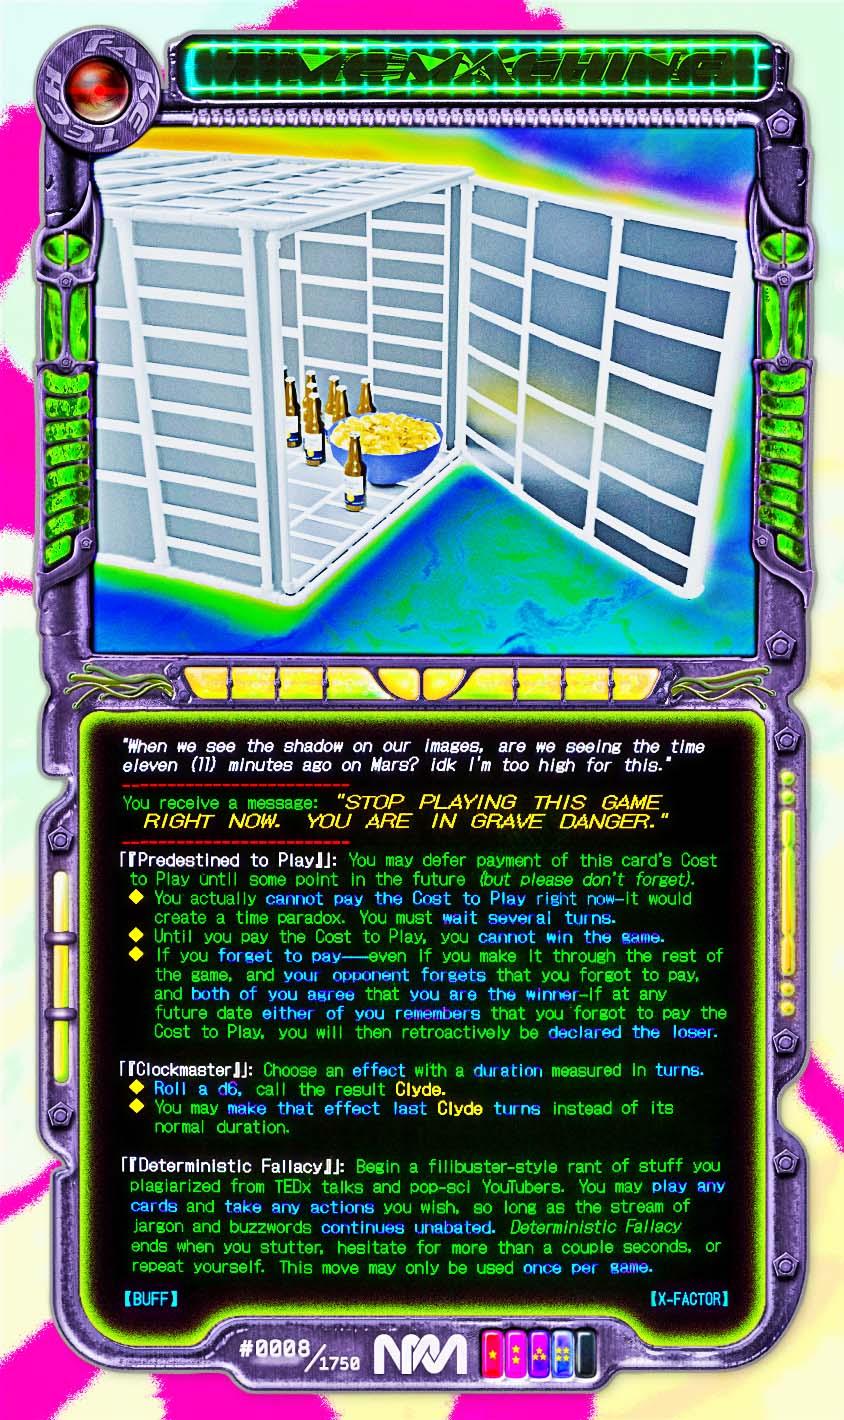 FAKE TECH
"When we see the shadow on our images, are we seeing the time
eleven (11) minutes ago on Mars? idk I'm too high for this."
You receive a message: "STOP PLAYING THIS GAME
RIGHT NOW. YOU ARE IN GRAVE DANGER."
『Predestined to Play』: You may defer payment of this card's Cost
to Play until some point in the future (but please don't forget).
◆ You actually cannot pay the Cost to Play right now—it would
create a time paradox. You must wait several turns.
◆ Until you pay the Cost to Play, you cannot win the game.
◆ If you forget to pay——even if you make it through the rest of
the game, and your opponent forgets that you forgot to pay,
and both of you agree that you are the winner—if at any
future date either of you remembers that you forgot to pay the
Cost to Play, you will then retroactively be declared the loser.
『Clockmaster』: Choose an effect with a duration measured in turns.
◆ Roll a d6, call the result Clyde.
◆ You may make that effect last Clyde turns instead of its
normal duration.
『Deterministic Fallacy』: Begin a filibuster-style rant of stuff you
plagiarized from TEDx talks and pop-sci YouTubers. You may play any
cards and take any actions you wish, so long as the stream of
jargon and buzzwords continues unabated. Deterministic Fallacy
ends when you stutter, hesitate for more than a couple seconds, or
repeat yourself. This move may only be used once per game.
【BUFF】 【X-FACTOR】
#0008/1750